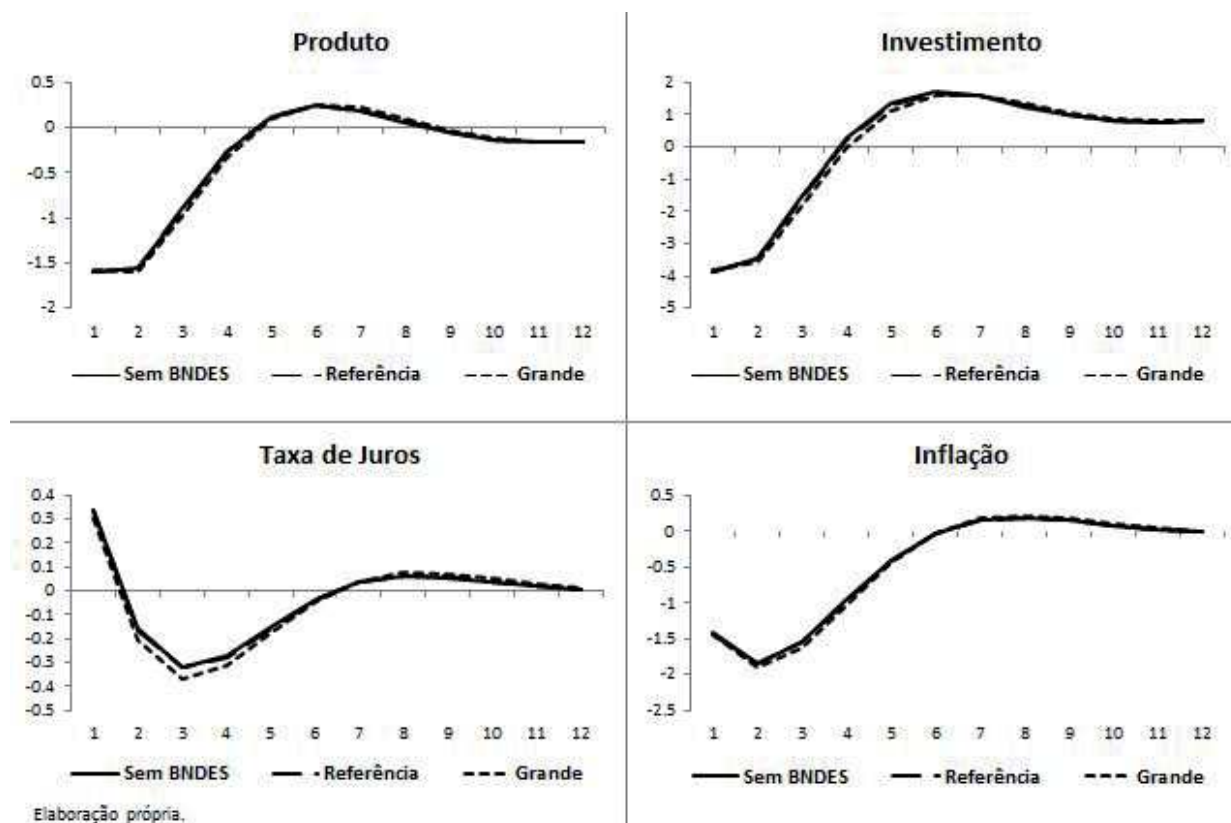 Produto
0.5
0
-0.5
-1
-1.5
-2
1 2 3 4 5 6 7 8 9 10 11 12
Sem BNDES - Referência Grande
Investimento
2
1
0
-1
-2
-3
-4
-5
1 2 3 4 5 6 7 8 9 10 11 12
Sem BNDES - Referência Grande
Taxa de Juros
0.4
0.3
0.2
0.1
0
-0.1
-0.2
-0.3
-0.4
-0.5
1 2 3 4 5 6 7 8 9 10 11 12
Sem BNDES - Referência Grande
Inflação
0.5
0
-0.5
-1
-1.5
-2
-2.5
1 2 3 4 5 6 7 8 9 10 11 12
Sem BNDES - Referência Grande
Elaboração própria.